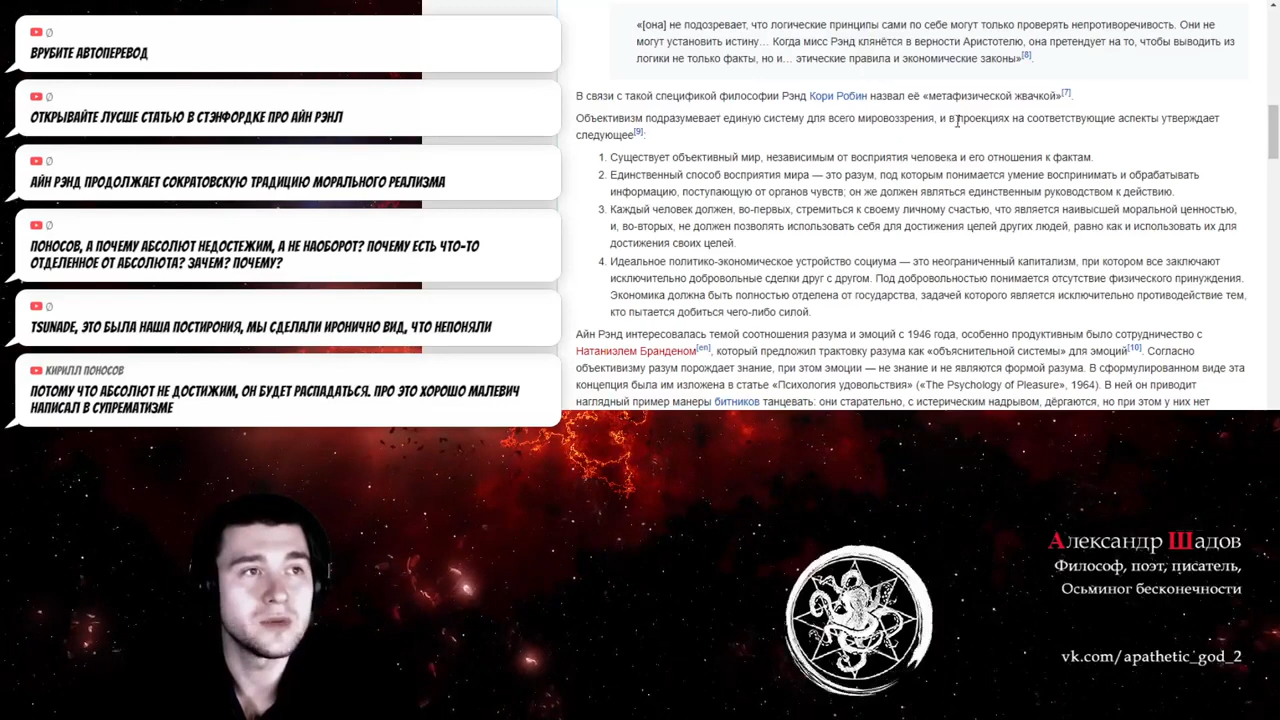 ∅
ВРУБИТЕ АВТОПЕРЕВОД
∅
ОТКРЫВАЙТЕ ЛУСШЕ СТАТЬЮ В СТЭНФОРДКЕ ПРО АЙН РЭНЛ
∅
АЙН РЭНД ПРОДОЛЖАЕТ СОКРАТОВСКУЮ ТРАДИЦИЮ МОРАЛЬНОГО РЕАЛИЗМА
∅
ПОНОСОВ, А ПОЧЕМУ АБСОЛЮТ НЕДОСТЕЖИМ, А НЕ НАОБОРОТ? ПОЧЕМУ ЕСТЬ ЧТО-ТО
ОТДЕЛЕННОЕ ОТ АБСОЛЮТА? ЗАЧЕМ? ПОЧЕМУ?
∅
TSUNADE, ЭТО БЫЛА НАША ПОСТИРОНИЯ, МЫ СДЕЛАЛИ ИРОНИЧНО ВИД, ЧТО НЕПОНЯЛИ
КИРИЛЛ ПОНОСОВ
ПОТОМУ ЧТО АБСОЛЮТ НЕ ДОСТИЖИМ, ОН БУДЕТ РАСПАДАТЬСЯ. ПРО ЭТО ХОРОШО МАЛЕВИЧ
НАПИСАЛ В СУПРЕМАТИЗМЕ
«[она] не подозревает, что логические принципы сами по себе могут только проверять непротиворечивость. Они не
могут установить истину… Когда мисс Рэнд клянётся в верности Аристотелю, она претендует на то, чтобы выводить из
логики не только факты, но и… этические правила и экономические законы»[8].
В связи с такой спецификой философии Рэнд Кори Робин назвал её «метафизической жвачкой»[7].
Объективизм подразумевает единую систему для всего мировоззрения, и в проекциях на соответствующие аспекты утверждает
следующее[9]:
1. Существует объективный мир, независимым от восприятия человека и его отношения к фактам.
2. Единственный способ восприятия мира — это разум, под которым понимается умение воспринимать и обрабатывать
информацию, поступающую от органов чувств; он же должен являться единственным руководством к действию.
3. Каждый человек должен, во-первых, стремиться к своему личному счастью, что является наивысшей моральной ценностью,
и, во-вторых, не должен позволять использовать себя для достижения целей других людей, равно как и использовать их для
достижения своих целей.
4. Идеальное политико-экономическое устройство социума — это неограниченный капитализм, при котором все заключают
исключительно добровольные сделки друг с другом. Под добровольностью понимается отсутствие физического принуждения.
Экономика должна быть полностью отделена от государства, задачей которого является исключительно противодействие тем,
кто пытается добиться чего-либо силой.
Айн Рэнд интересовалась темой соотношения разума и эмоций с 1946 года, особенно продуктивным было сотрудничество с
Натаниэлем Бранденом[en], который предложил трактовку разума как «объяснительной системы» для эмоций[10]. Согласно
объективизму разум порождает знание, при этом эмоции — не знание и не являются формой разума. В сформулированном виде эта
концепция была им изложена в статье «Психология удовольствия» («The Psychology of Pleasure», 1964). В ней он приводит
наглядный пример манеры битников танцевать: они старательно, с истерическим надрывом, дёргаются, но при этом у них нет
Александр Шадов
Философ, поэт, писатель,
Осьминог бесконечности
vk.com/apathetic_god_2